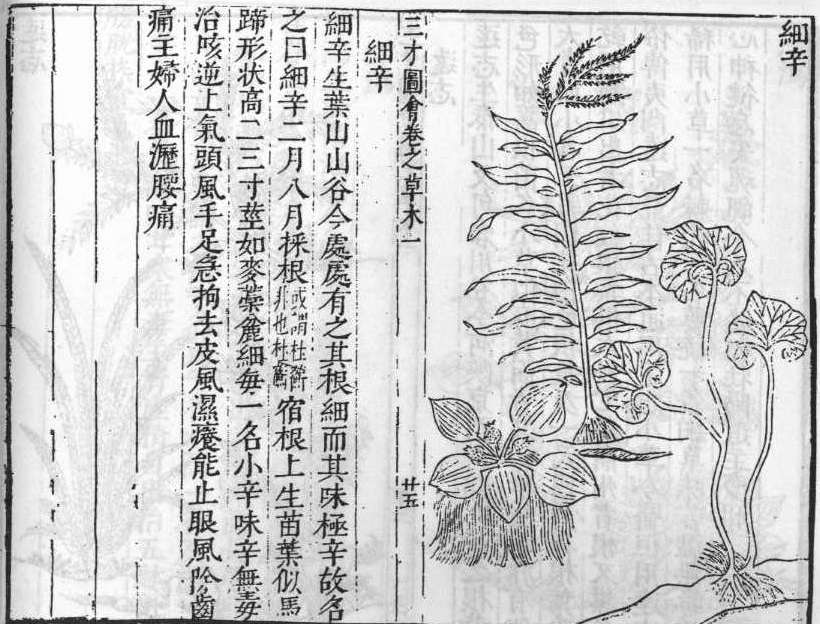 細辛
三才圖會卷之草木一
廿五
細辛
細辛生葉山山谷今處處有之其根細而其味極辛故名
之曰細辛二月八月採根或謂杜蘅非也杜蘅宿根上生苗葉似馬
蹄形状高二三寸莖如麥藁麄細每一名小辛味辛無毒
治咳逆上氣頭風手足急拘去皮風濕癢能止眼風除齒
痛主婦人血瀝腰痛